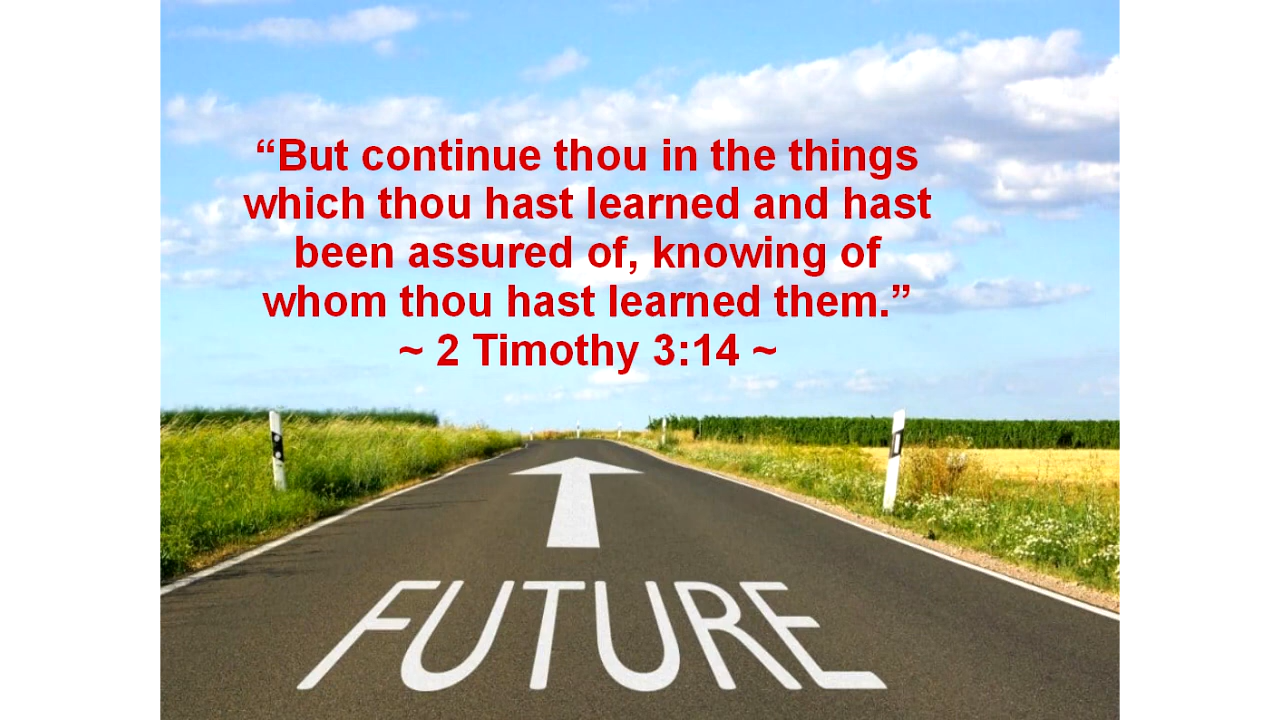 “But continue thou in the things
which thou hast learned and hast
been assured of, knowing of
whom thou hast learned them.”
~ 2 Timothy 3:14 ~
FUTURE